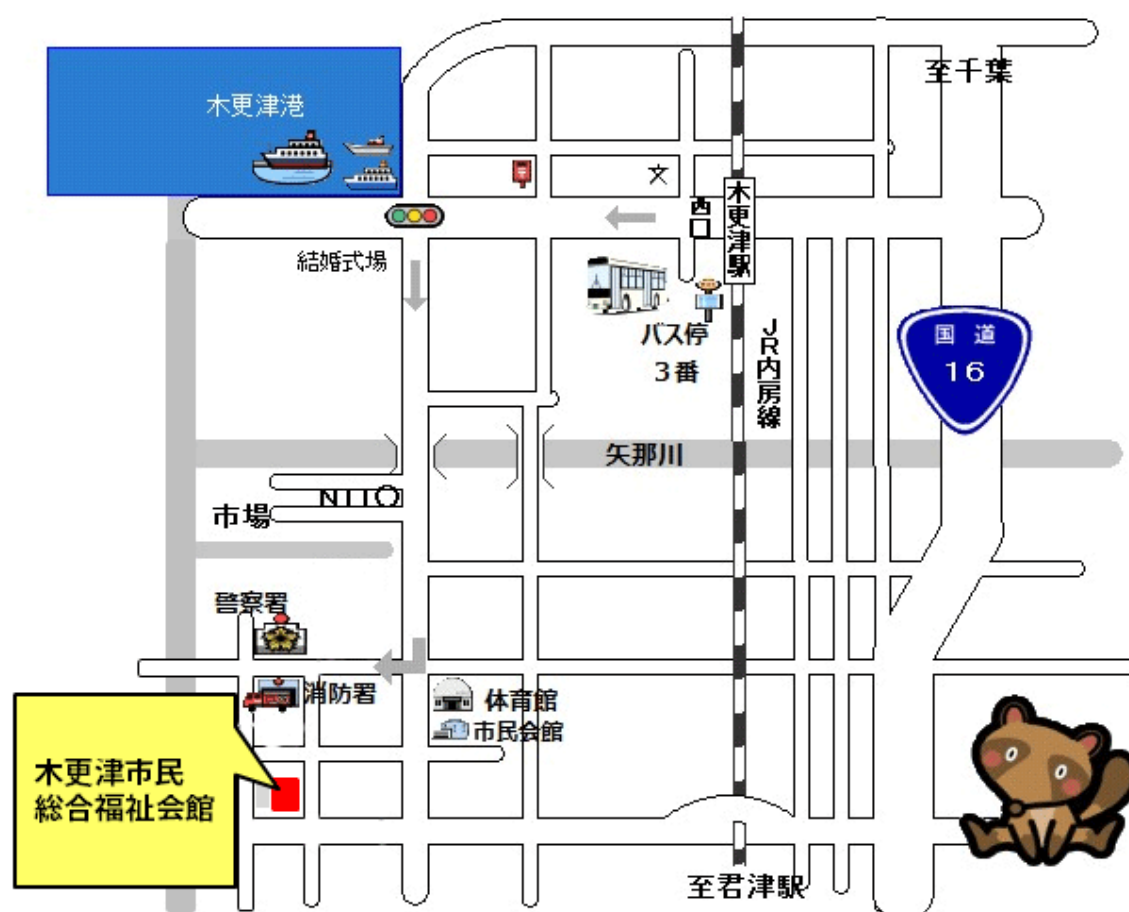 至千葉
木更津港
〒
文
西口
木更津駅
結婚式場
バス停
3番
JR内房線
国道
16
矢那川
NTT
市場
警察署
消防署
体育館
市民会館
木更津市民
総合福祉会館
至君津駅